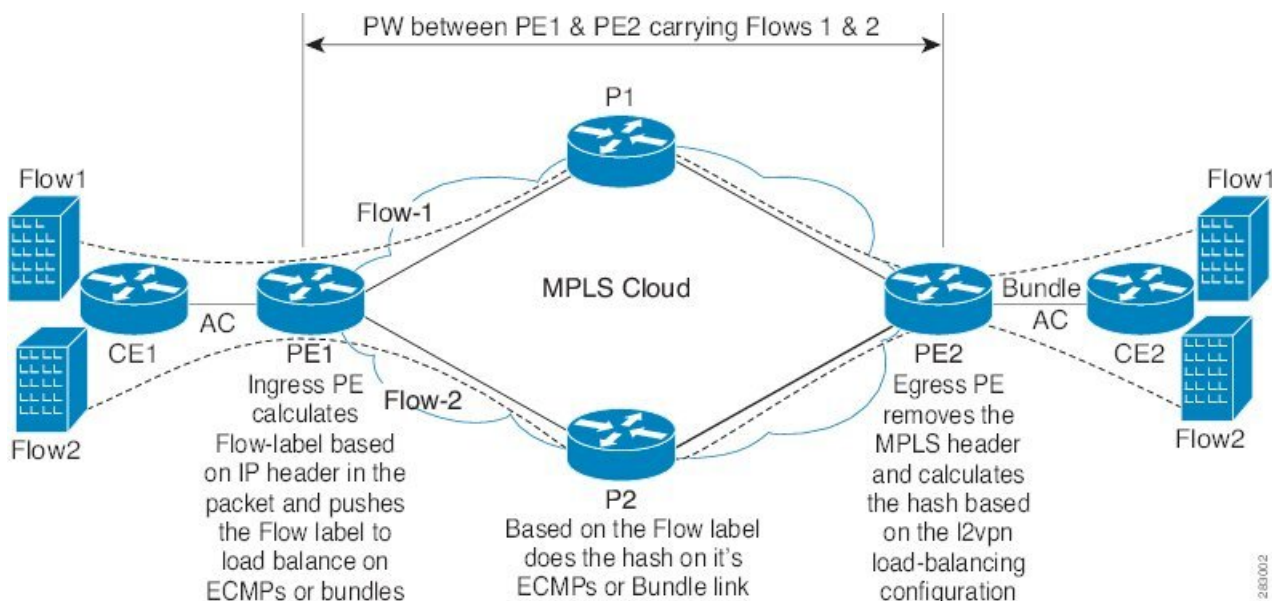 PW between PE1 & PE2 carrying Flows 1 & 2
P1
Flow1
Flow1
Flow-1
MPLS Cloud
Bundle
AC
AC
CE1
PE1
PE2
CE2
Flow2
Flow2
Flow-2
Ingress PE
calculates
Flow-label based
on IP header in the
packet and pushes
the Flow label to
load balance on
ECMPs or bundles
P2
Based on the Flow label
does the hash on it's
ECMPs or Bundle link
Egress PE
removes the
MPLS header
and calculates
the hash based
on the l2vpn
load-balancing
configuration
283002